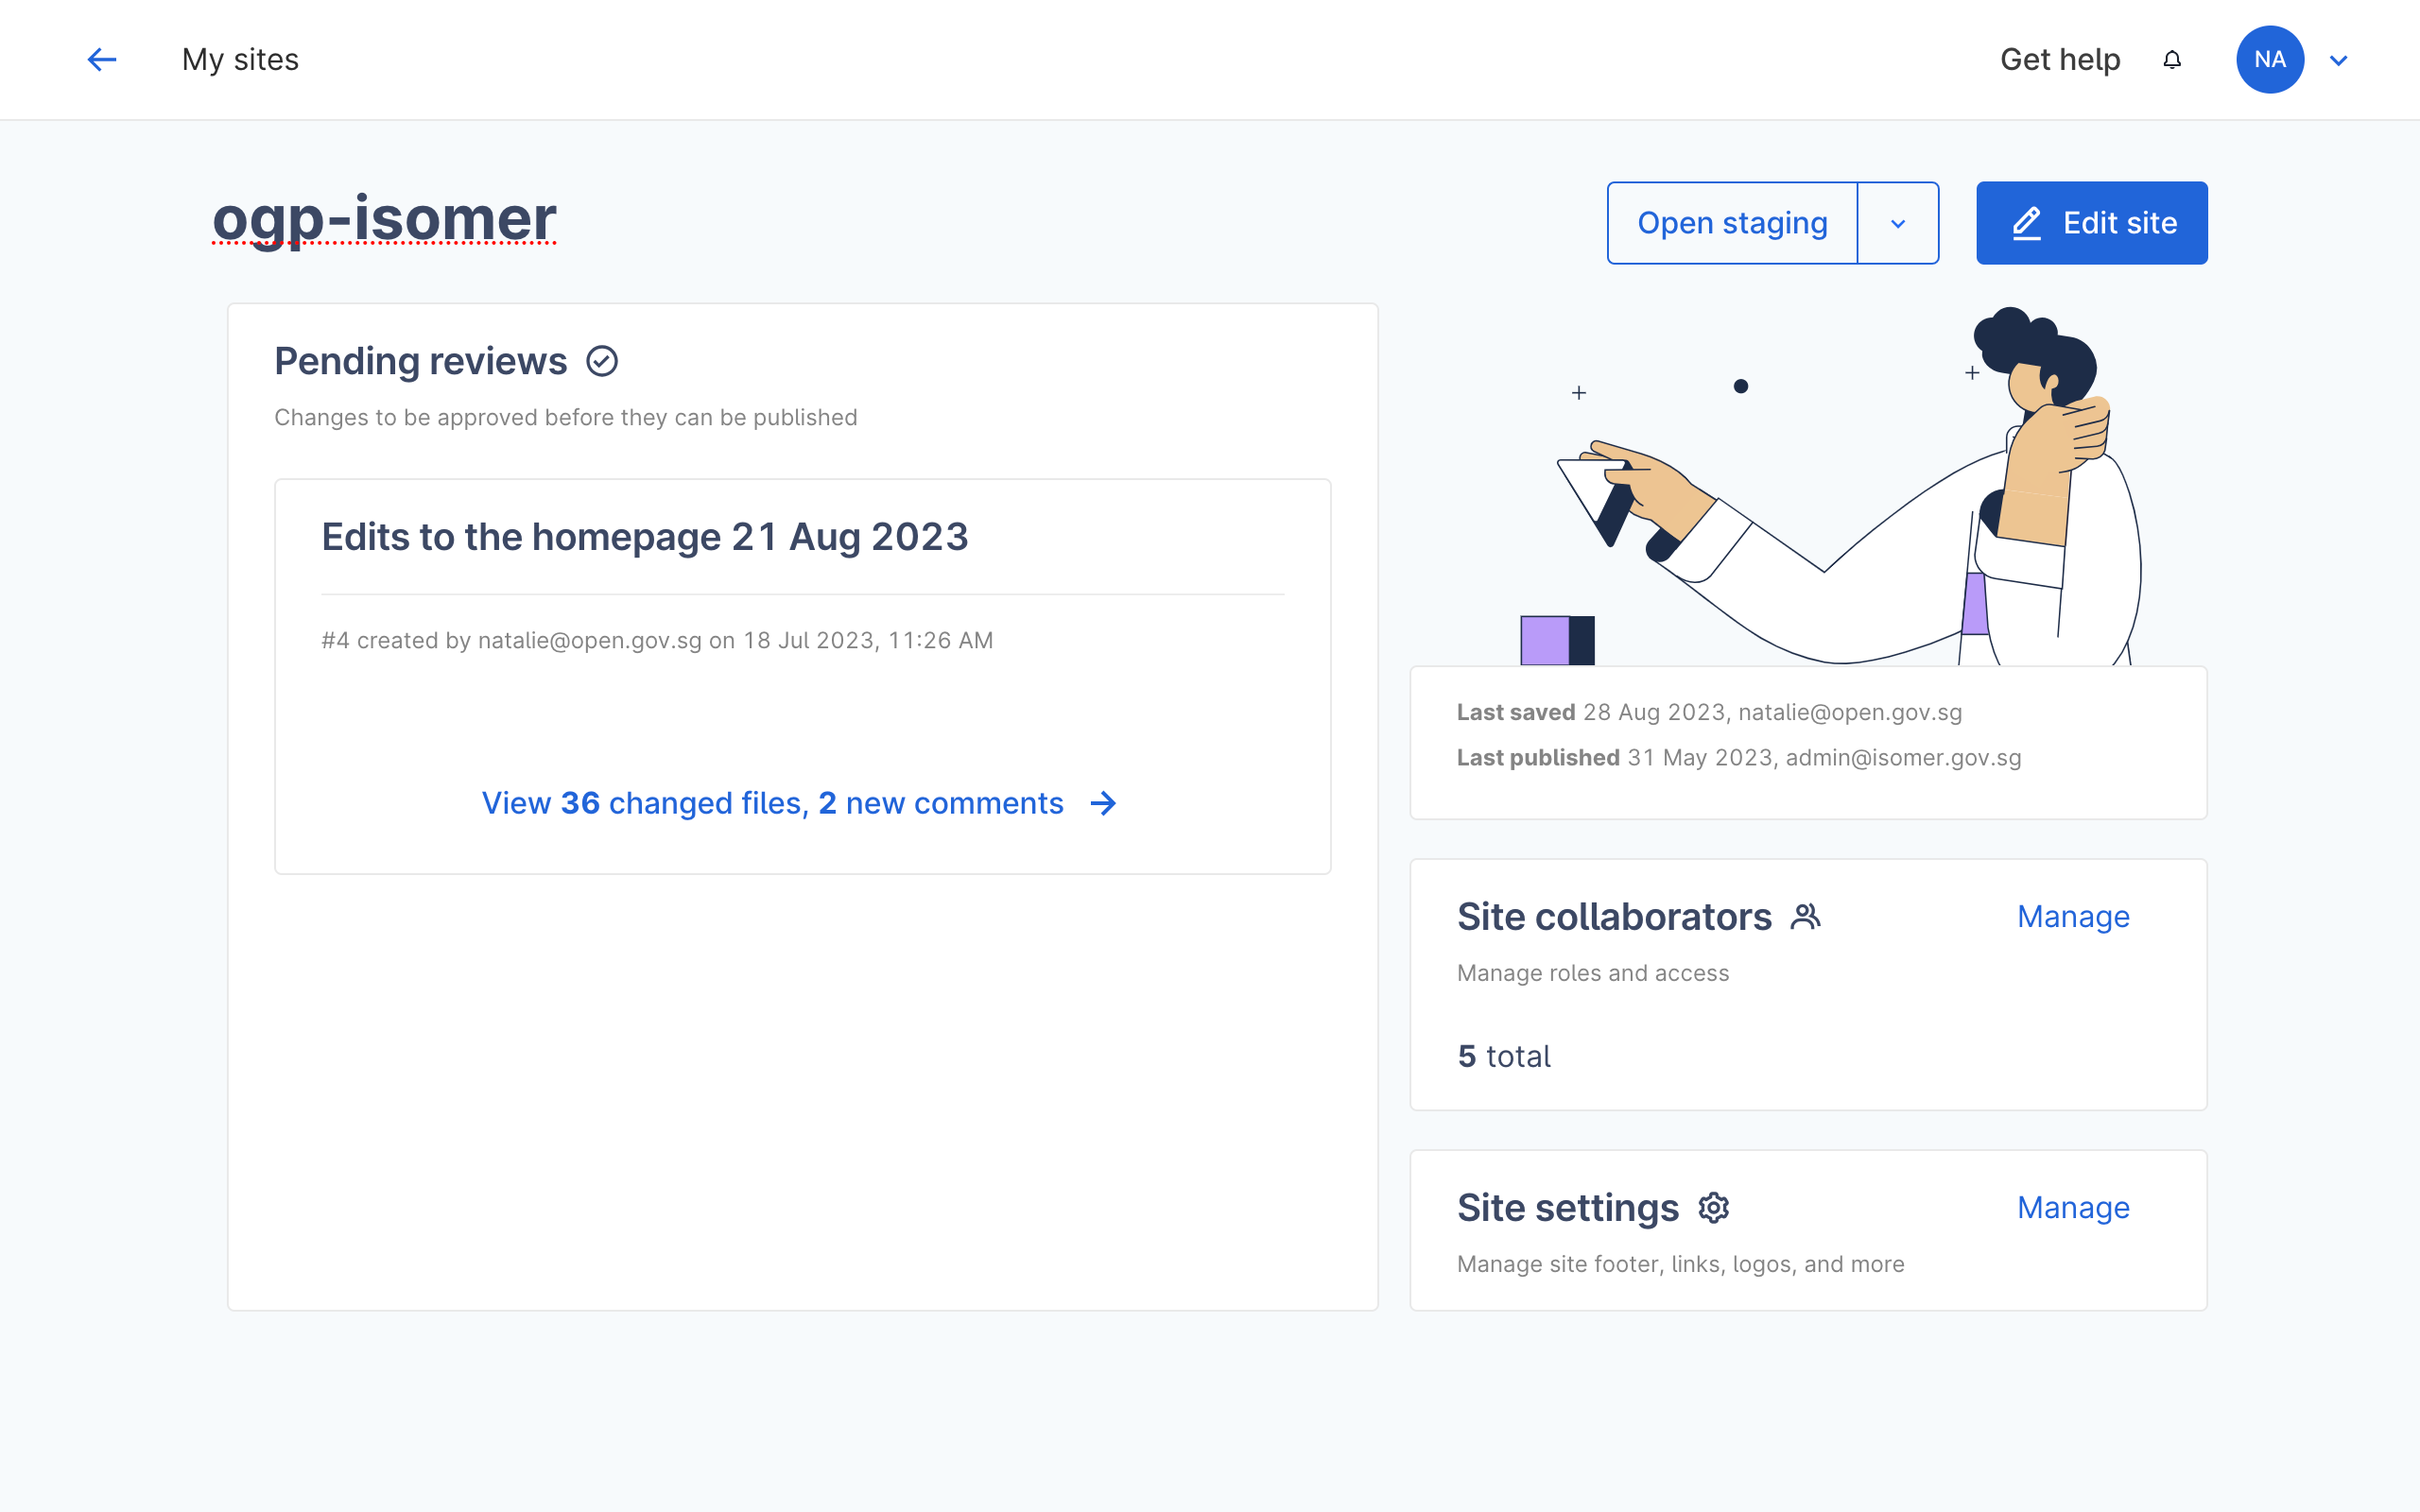 My sites
Get help
NA
ogp-isomer
Open staging
Edit site
Pending reviews
Changes to be approved before they can be published
Edits to the homepage 21 Aug 2023
#4 created by natalie@open.gov.sg on 18 Jul 2023, 11:26 AM
View 36 changed files, 2 new comments
Last saved 28 Aug 2023, natalie@open.gov.sg
Last published 31 May 2023, admin@isomer.gov.sg
Site collaborators
Manage
Manage roles and access
5 total
Site settings
Manage
Manage site footer, links, logos, and more